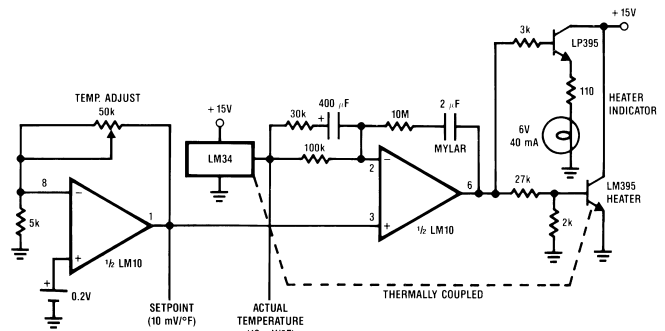 + 15V
3k
LP395
TEMP. ADJUST
50k
+ 15V
30k
400 μF
+
10M
2 μF
110
HEATER
INDICATOR
MYLAR
6V
40 mA
LM34
100k
8
−
2
−
5k
1
6
27k
LM395
HEATER
3
+
+
½ LM10
½ LM10
2k
+
0.2V
THERMALLY COUPLED
SETPOINT
(10 mV/°F)
ACTUAL
TEMPERATURE